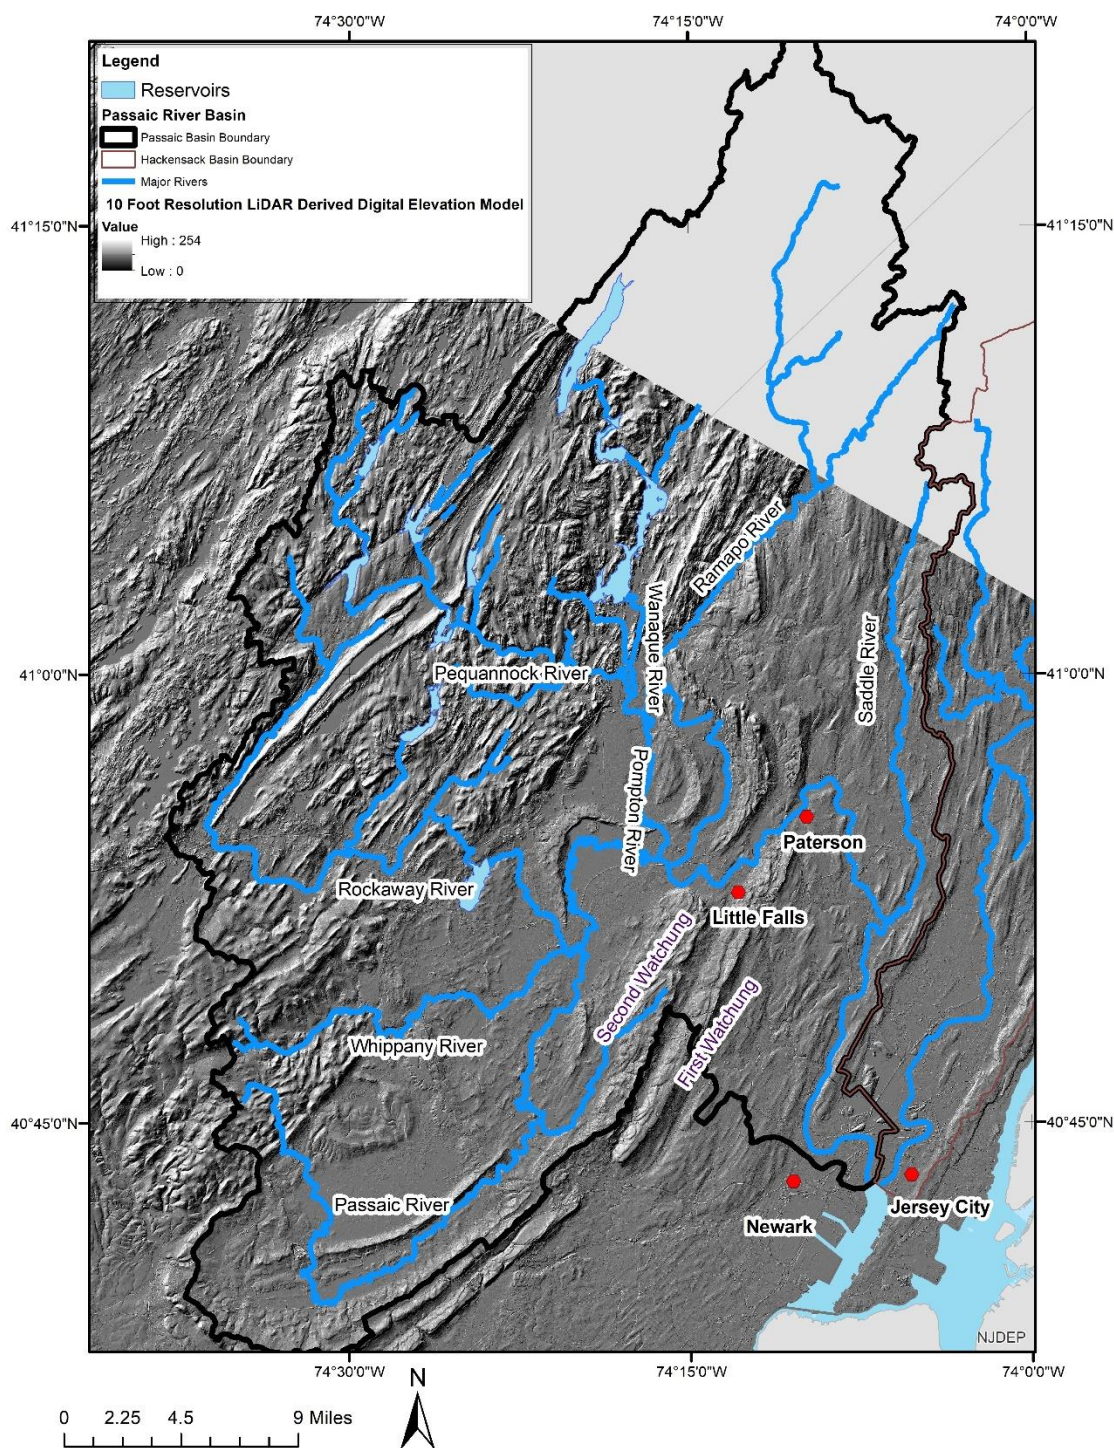 74°30'0"W 74°15'0"W 74°0'0"W
Legend
Reservoirs
Passaic River Basin
Passaic Basin Boundary
Hackensack Basin Boundary
Major Rivers
10 Foot Resolution LiDAR Derived Digital Elevation Model
Value
High : 254
Low : 0
41°15'0"N 41°15'0"N
Ramapo River
Wanaque River
Saddle River
41°0'0"N Pequannock River 41°0'0"N
Pompton River
Paterson
Rockaway River
Little Falls
Second Watchung
First Watchung
Whippany River
40°45'0"N 40°45'0"N
Passaic River
Jersey City
Newark
NJDEP
74°30'0"W 74°15'0"W 74°0'0"W
N
0 2.25 4.5 9 Miles